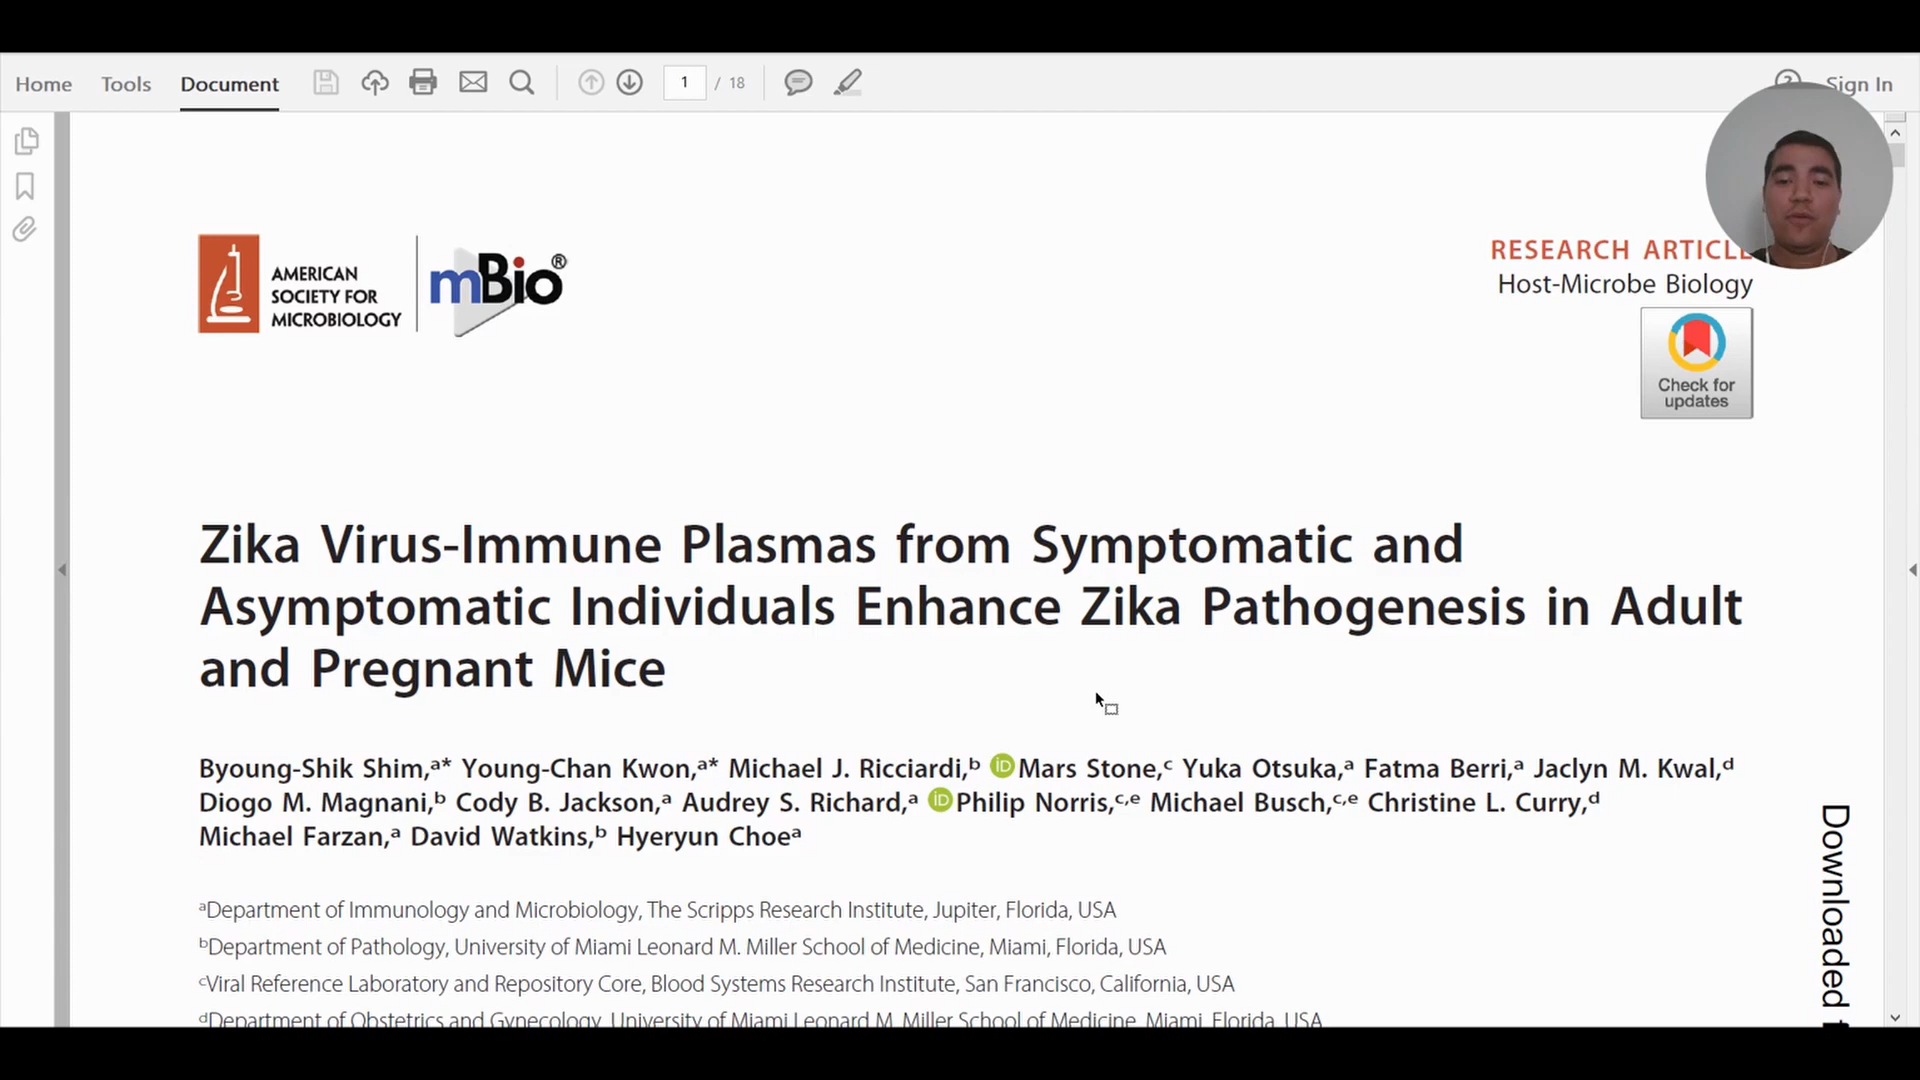 Home Tools Document 1 / 18 ? Sign In
AMERICAN
SOCIETY FOR
MICROBIOLOGY
mBio®
RESEARCH ARTICLE
Host-Microbe Biology
Check for
updates
Zika Virus-Immune Plasmas from Symptomatic and
Asymptomatic Individuals Enhance Zika Pathogenesis in Adult
and Pregnant Mice
Byoung-Shik Shim,a* Young-Chan Kwon,a* Michael J. Ricciardi,b iD Mars Stone,c Yuka Otsuka,a Fatma Berri,a Jaclyn M. Kwal,d
Diogo M. Magnani,b Cody B. Jackson,a Audrey S. Richard,a iD Philip Norris,c,e Michael Busch,c,e Christine L. Curry,d
Michael Farzan,a David Watkins,b Hyeryun Choea
aDepartment of Immunology and Microbiology, The Scripps Research Institute, Jupiter, Florida, USA
bDepartment of Pathology, University of Miami Leonard M. Miller School of Medicine, Miami, Florida, USA
cViral Reference Laboratory and Repository Core, Blood Systems Research Institute, San Francisco, California, USA
dDepartment of Obstetrics and Gynecology, University of Miami Leonard M. Miller School of Medicine, Miami, Florida, USA
Downloaded